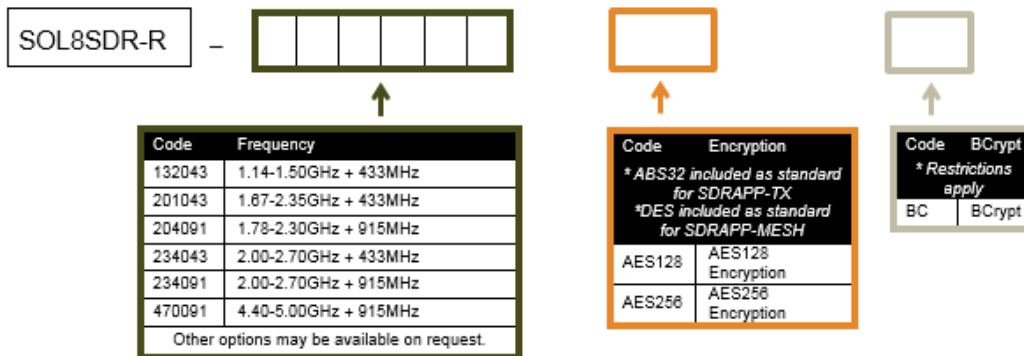 SOL8SDR-R –
Code Frequency
132043 1.14-1.50GHz + 433MHz
201043 1.67-2.35GHz + 433MHz
204091 1.78-2.30GHz + 915MHz
234043 2.00-2.70GHz + 433MHz
234091 2.00-2.70GHz + 915MHz
470091 4.40-5.00GHz + 915MHz
Other options may be available on request.
Code Encryption
* ABS32 included as standard
for SDRAPP-TX
*DES included as standard
for SDRAPP-MESH
AES128 AES128
Encryption
AES256 AES256
Encryption
Code BCrypt
* Restrictions
apply
BC BCrypt